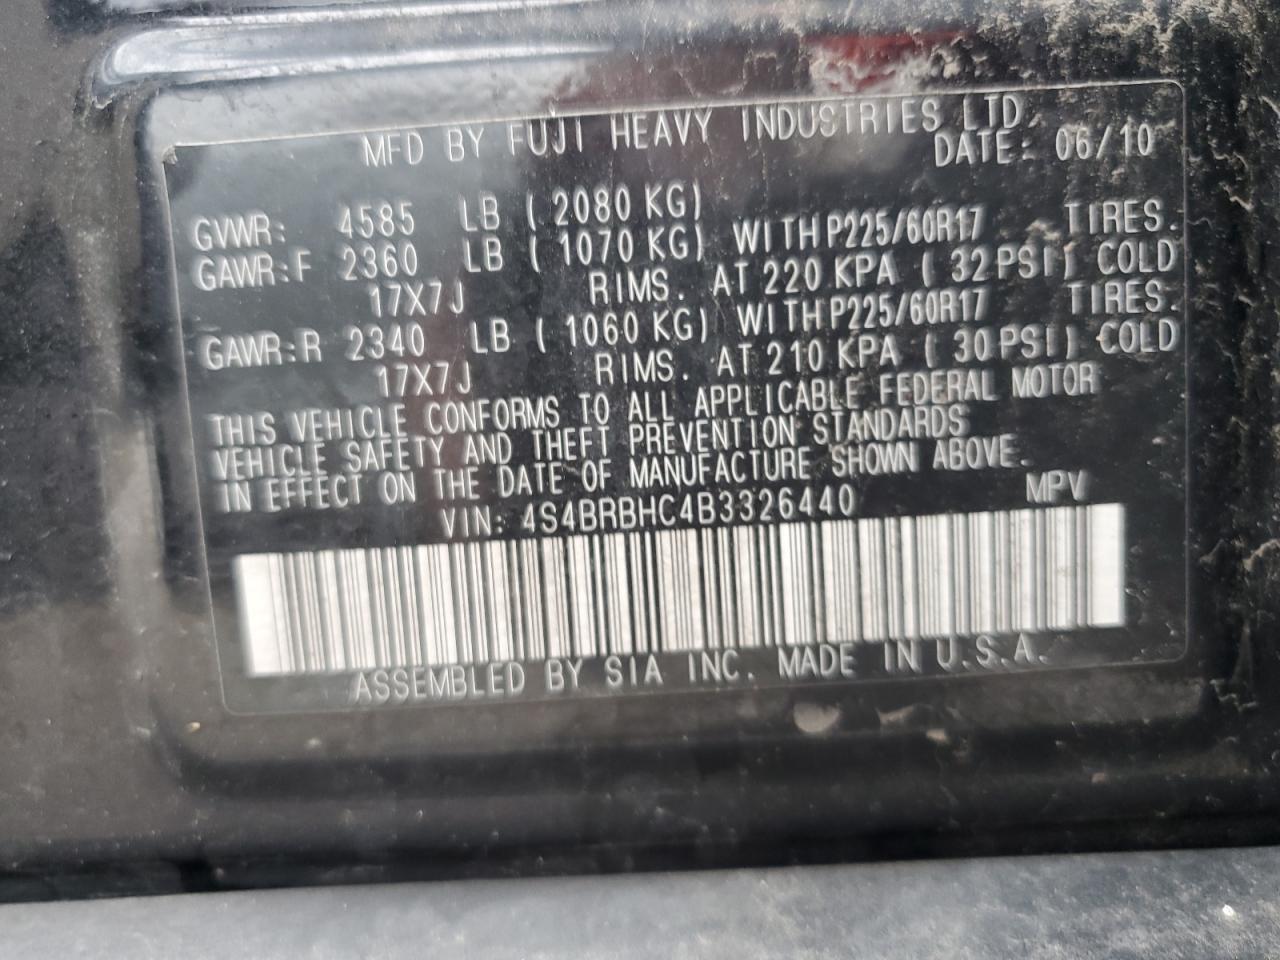 MFD BY FUJI HEAVY INDUSTRIES LTD.
DATE: 06/10
GVWR: 4585 LB ( 2080 KG)
GAWR:F 2360 LB ( 1070 KG) WITH P225/60R17 TIRES.
17X7J RIMS. AT 220 KPA ( 32 PSI) COLD
GAWR:R 2340 LB ( 1060 KG) WITH P225/60R17 TIRES.
17X7J RIMS. AT 210 KPA ( 30 PSI) COLD
THIS VEHICLE CONFORMS TO ALL APPLICABLE FEDERAL MOTOR
VEHICLE SAFETY AND THEFT PREVENTION STANDARDS
IN EFFECT ON THE DATE OF MANUFACTURE SHOWN ABOVE.
VIN: 4S4BRBHC4B3326440 MPV
ASSEMBLED BY SIA INC. MADE IN U.S.A.